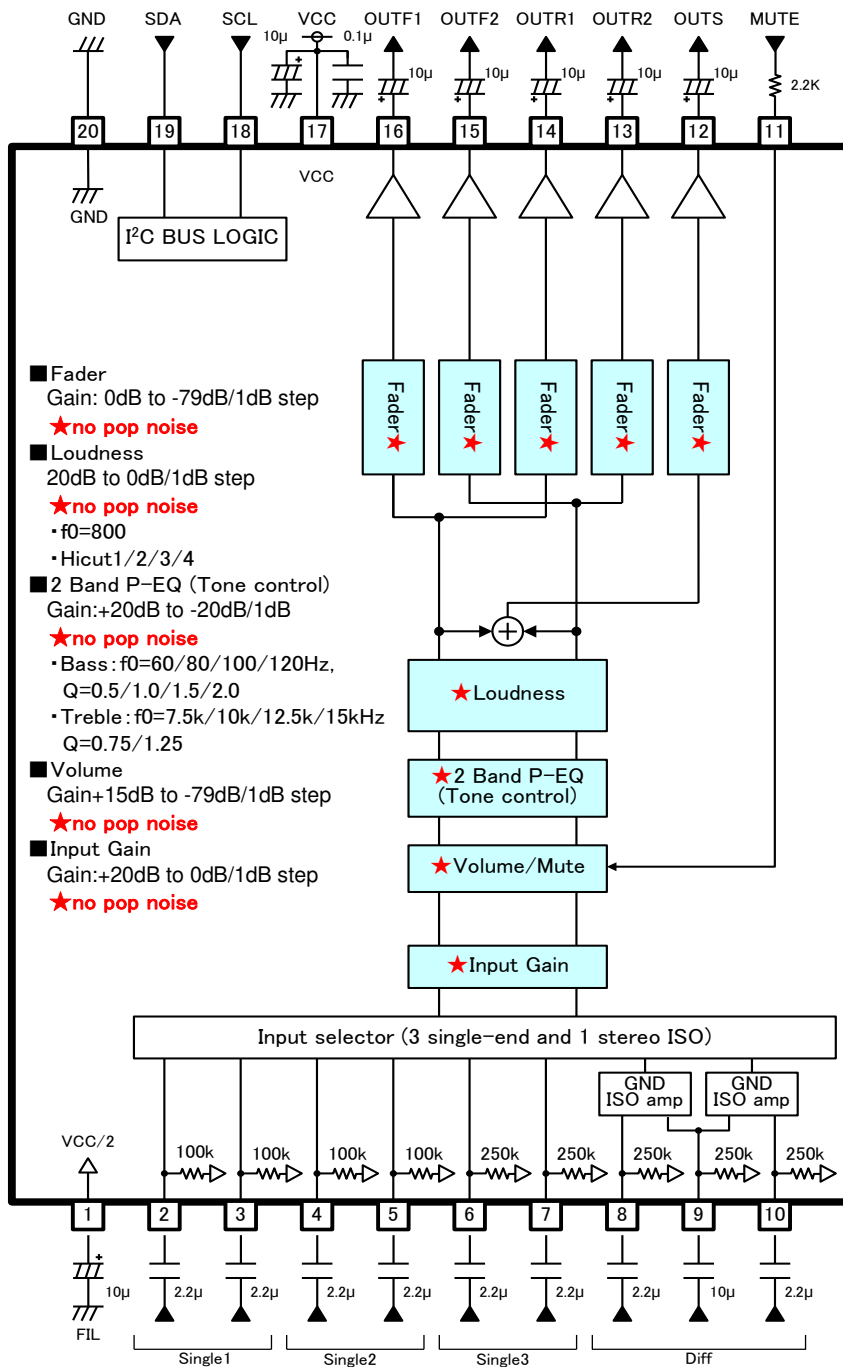 GND SDA SCL VCC OUTF1 OUTF2 OUTR1 OUTR2 OUTS MUTE
10μ + 0.1μ 10μ 10μ 10μ 10μ 10μ 2.2K
+ + + + +
20 19 18 17 16 15 14 13 12 11
VCC
GND
I²C BUS LOGIC
■Fader
Gain: 0dB to -79dB/1dB step
★no pop noise
■Loudness
20dB to 0dB/1dB step
★no pop noise
・f0=800
・Hicut1/2/3/4
■2 Band P-EQ (Tone control)
Gain:+20dB to -20dB/1dB
★no pop noise
・Bass:f0=60/80/100/120Hz,
Q=0.5/1.0/1.5/2.0
・Treble:f0=7.5k/10k/12.5k/15kHz
Q=0.75/1.25
■Volume
Gain+15dB to -79dB/1dB step
★no pop noise
■Input Gain
Gain:+20dB to 0dB/1dB step
★no pop noise
Fader★ Fader★ Fader★ Fader★ Fader★
+
★Loudness
★2 Band P-EQ
(Tone control)
★Volume/Mute
★Input Gain
Input selector (3 single-end and 1 stereo ISO)
GND
ISO amp
GND
ISO amp
VCC/2
100k 100k 100k 100k 250k 250k 250k 250k 250k
1 2 3 4 5 6 7 8 9 10
+
10μ 2.2μ 2.2μ 2.2μ 2.2μ 2.2μ 2.2μ 2.2μ 10μ 2.2μ
FIL
Single1 Single2 Single3 Diff